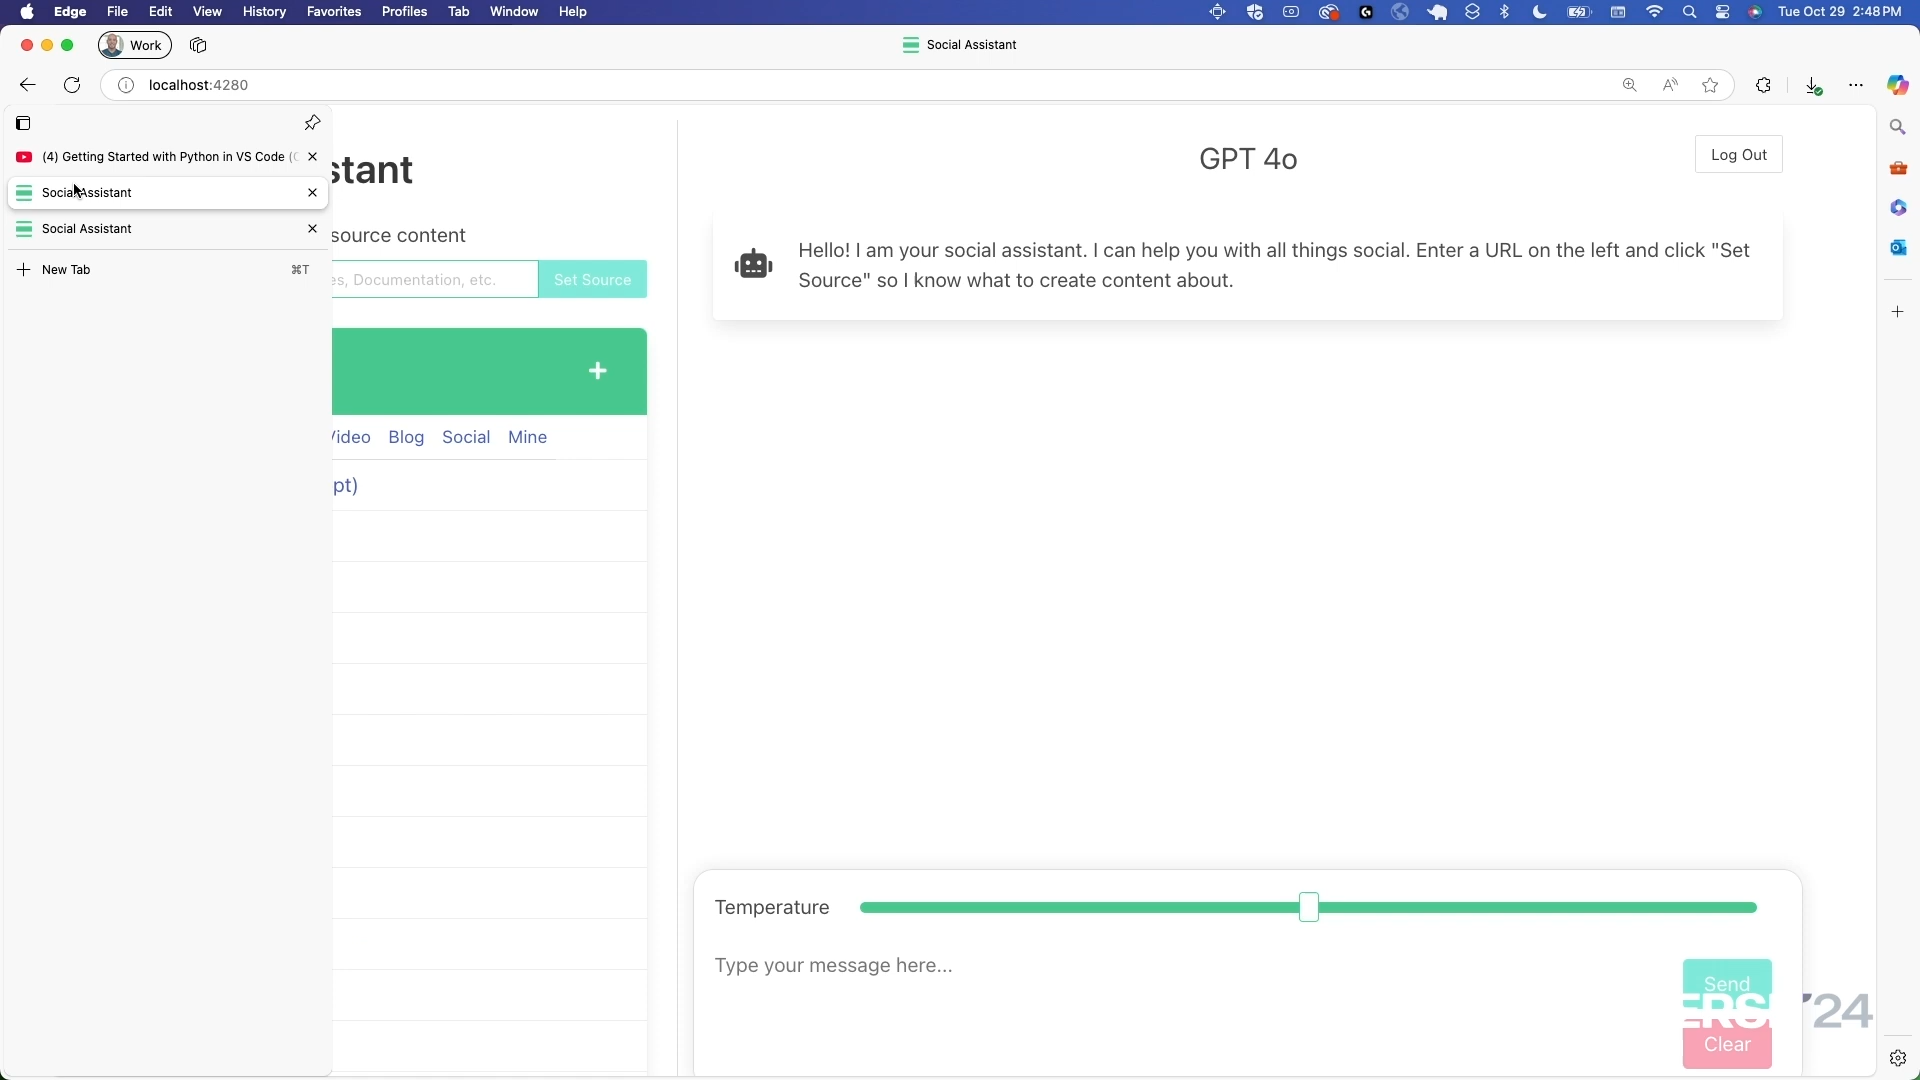 Edge File Edit View History Favorites Profiles Tab Window Help
Tue Oct 29 2:48 PM
Work
Social Assistant
localhost:4280
(4) Getting Started with Python in VS Code (
Social Assistant
Social Assistant
New Tab ⌘T
stant
source content
es, Documentation, etc.
Set Source
+
Video Blog Social Mine
pt)
GPT 4o
Log Out
Hello! I am your social assistant. I can help you with all things social. Enter a URL on the left and click "Set
Source" so I know what to create content about.
Temperature
Type your message here...
Send
ERS
24
Clear